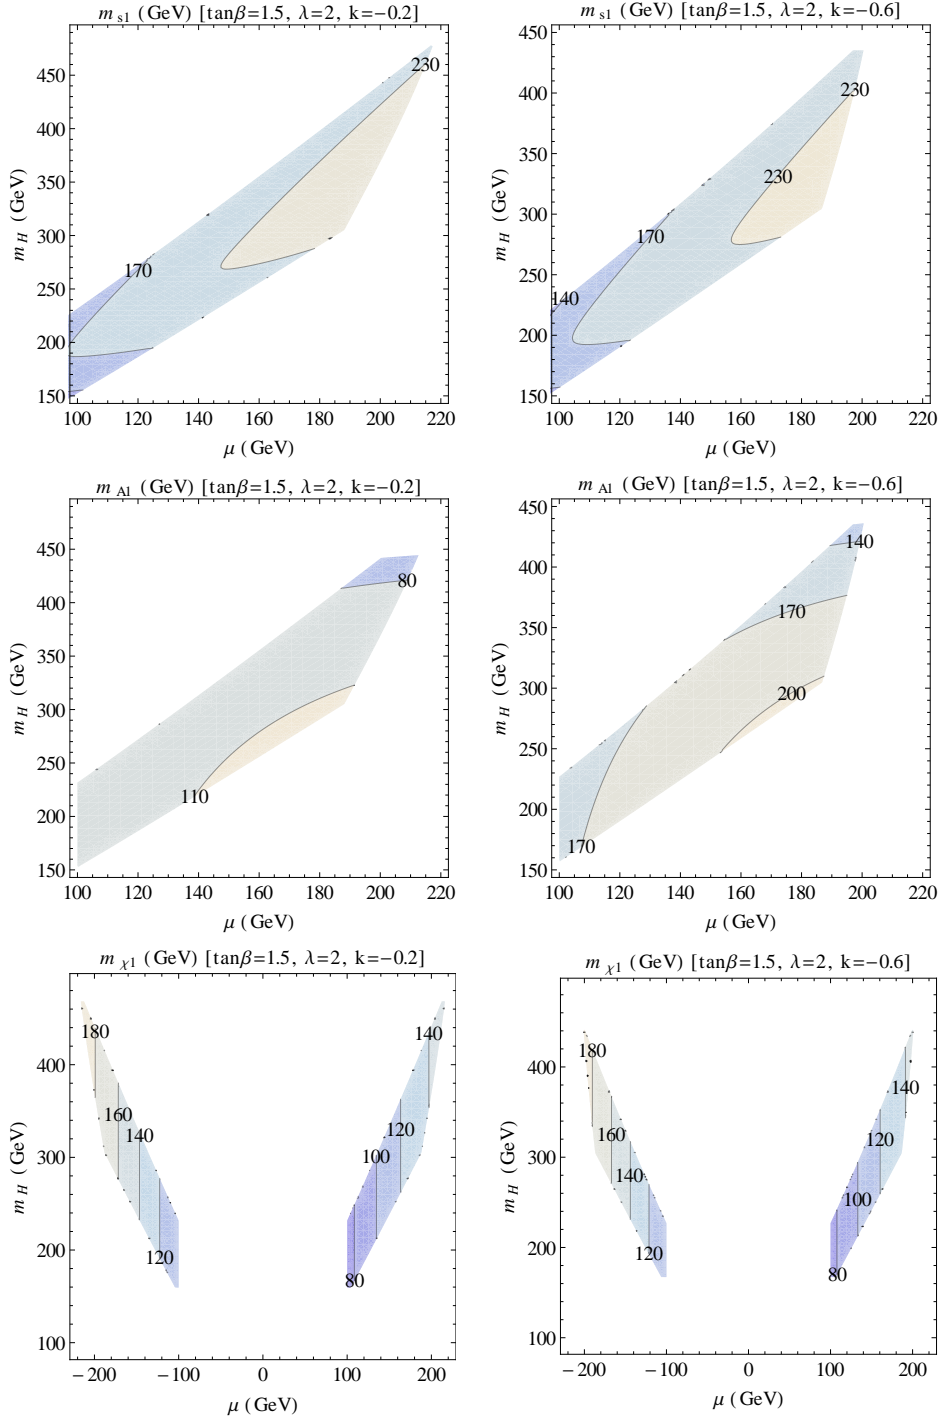 m s1 (GeV) [tanβ=1.5, λ=2, k=−0.2]
m H (GeV)
450
400
350
300
250
200
150
230
170
100 120 140 160 180 200 220
μ (GeV)
m s1 (GeV) [tanβ=1.5, λ=2, k=−0.6]
m H (GeV)
450
400
350
300
250
200
150
230
230
170
140
100 120 140 160 180 200 220
μ (GeV)
m A1 (GeV) [tanβ=1.5, λ=2, k=−0.2]
m H (GeV)
450
400
350
300
250
200
150
80
110
100 120 140 160 180 200 220
μ (GeV)
m A1 (GeV) [tanβ=1.5, λ=2, k=−0.6]
m H (GeV)
450
400
350
300
250
200
150
140
170
200
170
100 120 140 160 180 200 220
μ (GeV)
m χ1 (GeV) [tanβ=1.5, λ=2, k=−0.2]
m H (GeV)
400
300
200
100
180 140
160
140 120
100
120
80
−200 −100 0 100 200
μ (GeV)
m χ1 (GeV) [tanβ=1.5, λ=2, k=−0.6]
m H (GeV)
400
300
200
100
180
140
160 120
140
100
120
80
−200 −100 0 100 200
μ (GeV)